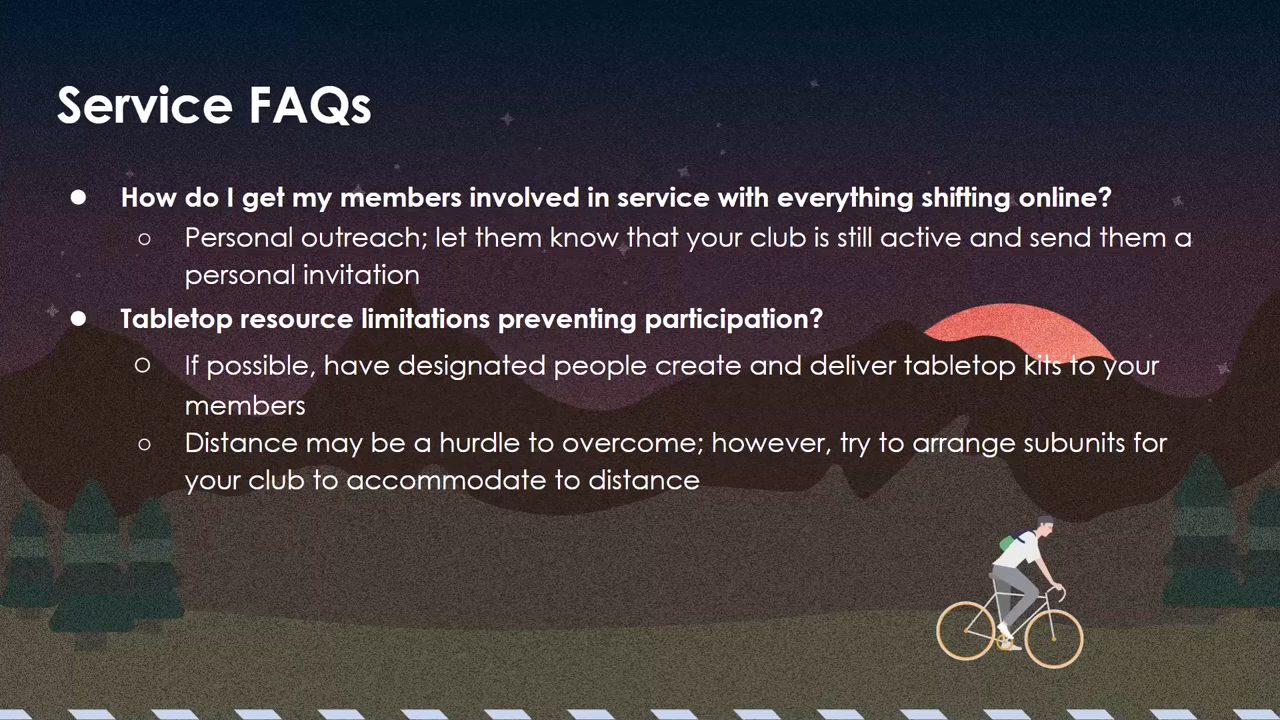 Service FAQs
● How do I get my members involved in service with everything shifting online?
○ Personal outreach; let them know that your club is still active and send them a
personal invitation
● Tabletop resource limitations preventing participation?
○ If possible, have designated people create and deliver tabletop kits to your
members
○ Distance may be a hurdle to overcome; however, try to arrange subunits for
your club to accommodate to distance